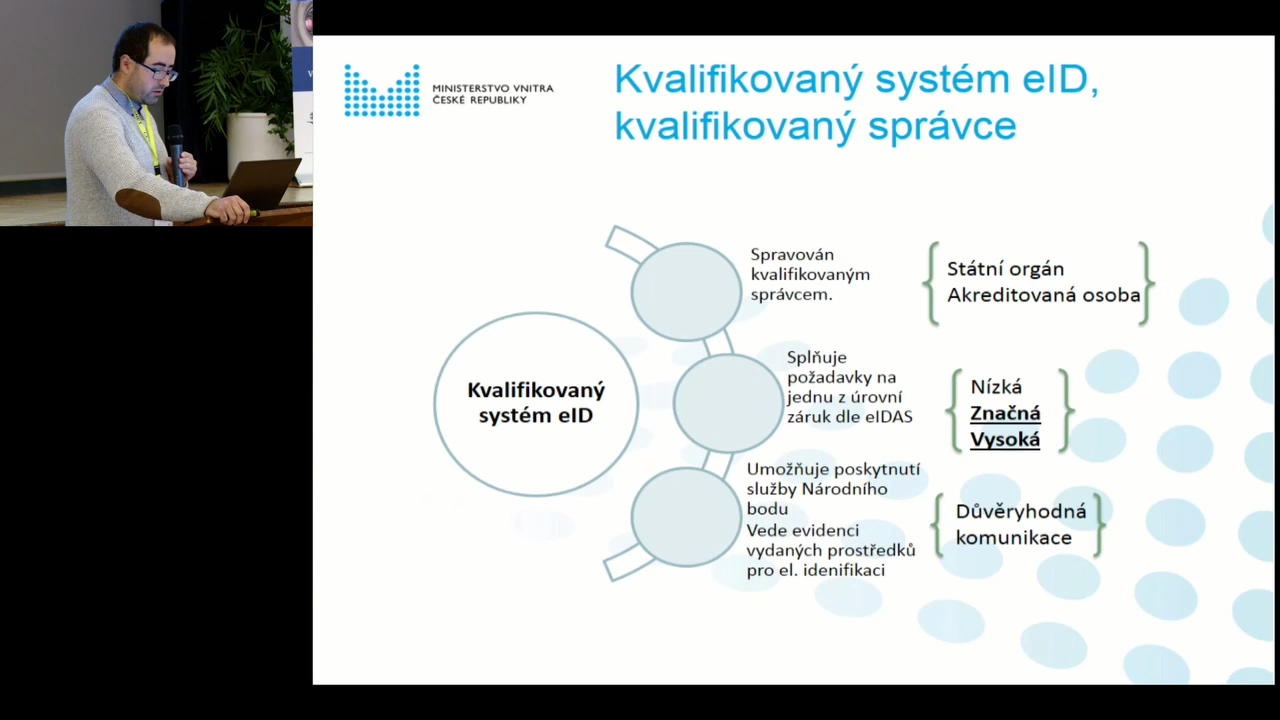 MINISTERSTVO VNITRA
ČESKÉ REPUBLIKY
Kvalifikovaný systém eID,
kvalifikovaný správce
Kvalifikovaný
systém eID
Spravován
kvalifikovaným
správcem.
Státní orgán
Akreditovaná osoba
Splňuje
požadavky na
jednu z úrovní
záruk dle eIDAS
Nízká
Značná
Vysoká
Umožňuje poskytnutí
služby Národního
bodu
Vede evidenci
vydaných prostředků
pro el. idenifikaci
Důvěryhodná
komunikace